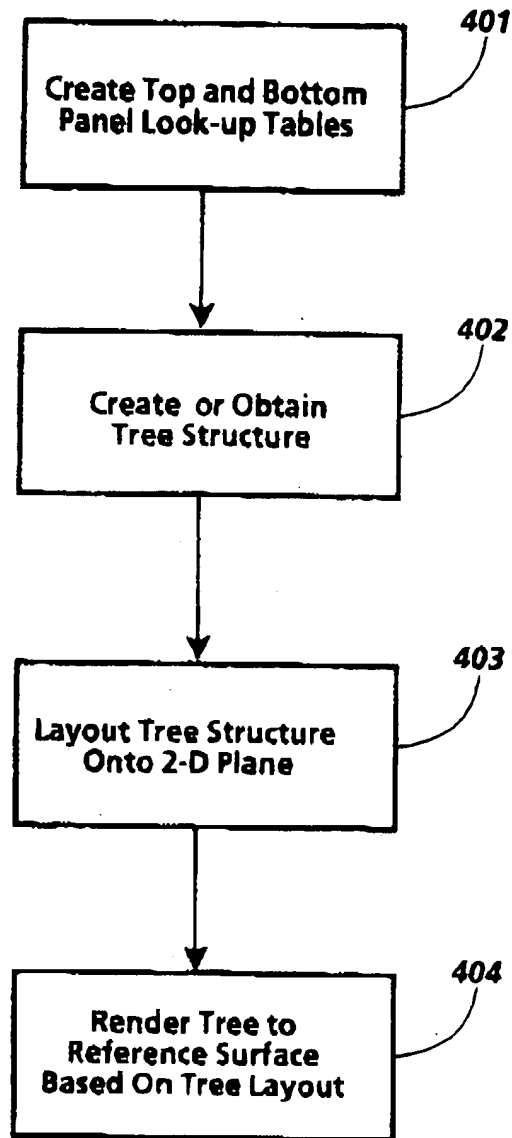 401
Create Top and Bottom
Panel Look-up Tables
402
Create or Obtain
Tree Structure
403
Layout Tree Structure
Onto 2-D Plane
404
Render Tree to
Reference Surface
Based On Tree Layout